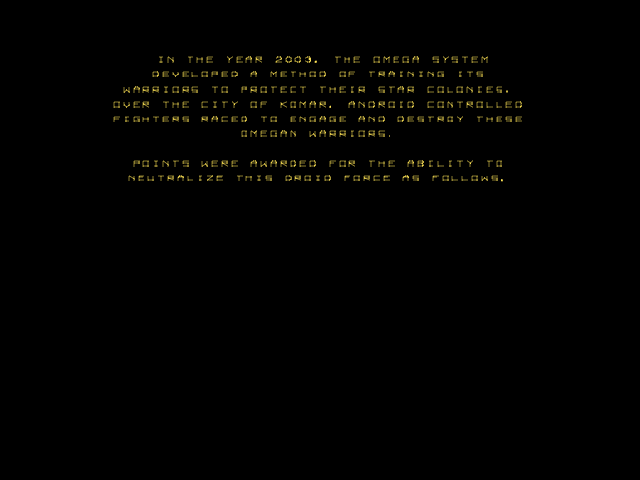 IN THE YEAR 2003, THE OMEGA SYSTEM
DEVELOPED A METHOD OF TRAINING ITS
WARRIORS TO PROTECT THEIR STAR COLONIES.
OVER THE CITY OF KOMAR, ANDROID CONTROLLED
FIGHTERS RACED TO ENGAGE AND DESTROY THESE
OMEGAN WARRIORS.
POINTS WERE AWARDED FOR THE ABILITY TO
NEUTRALIZE THIS DROID FORCE AS FOLLOWS,